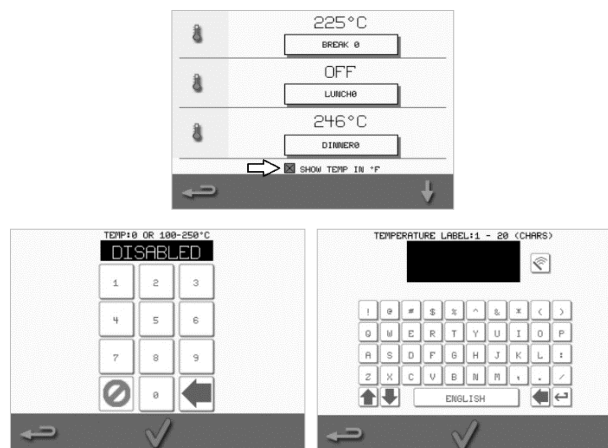 225°C
BREAK 0
OFF
LUNCH0
246°C
DINNER0
SHOW TEMP IN °F
TEMP:0 OR 100-250°C
DISABLED
1 2 3
4 5 6
7 8 9
0
TEMPERATURE LABEL:1 - 20 (CHARS)
! @ # $ % ^ & * ( )
Q W E R T Y U I O P
A S D F G H J K L :
Z X C V B N M , . /
ENGLISH